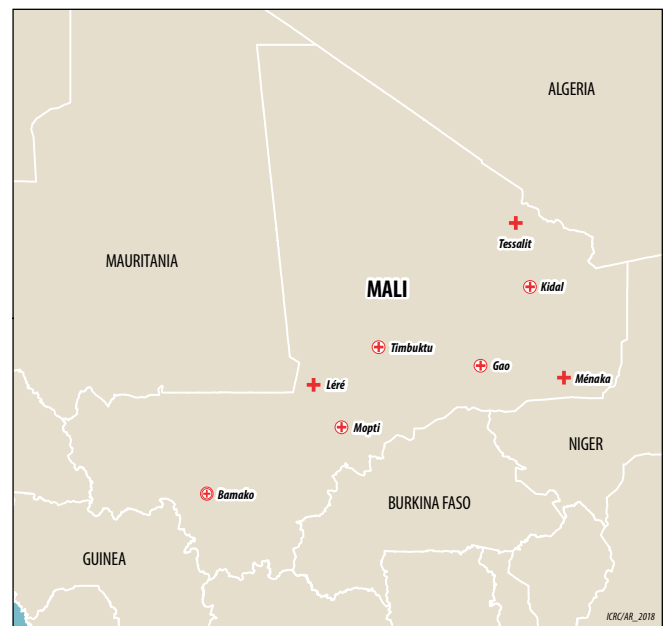 ALGERIA
Tessalit
MAURITANIA
Kidal
MALI
Timbuktu
Gao
Ménaka
Léré
Mopti
NIGER
Bamako
BURKINA FASO
GUINEA
ICRC/AR_2018